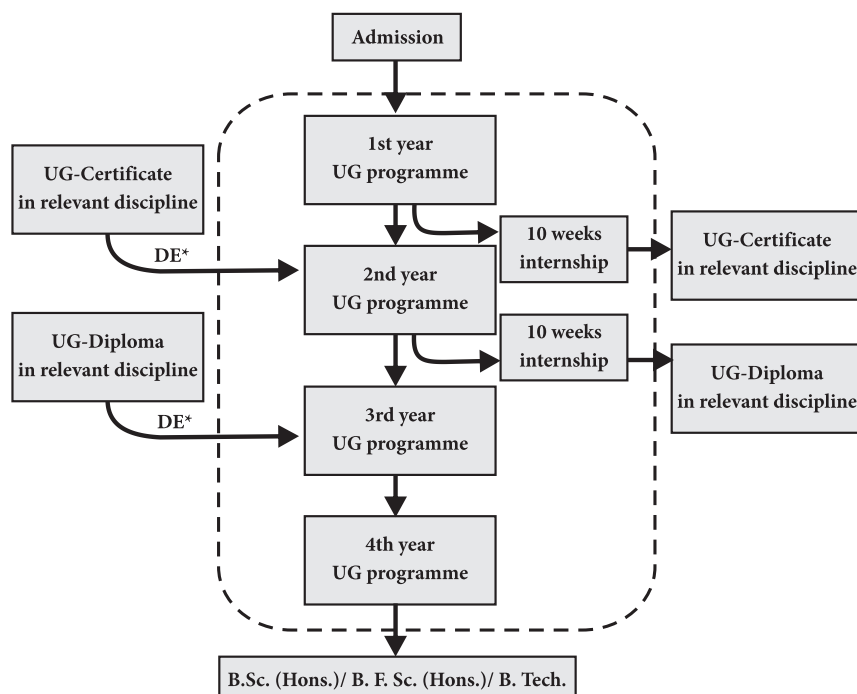 Admission
1st year
UG programme
UG-Certificate
in relevant discipline
DE*
10 weeks
internship
UG-Certificate
in relevant discipline
2nd year
UG programme
UG-Diploma
in relevant discipline
DE*
10 weeks
internship
UG-Diploma
in relevant discipline
3rd year
UG programme
4th year
UG programme
B.Sc. (Hons.)/ B. F. Sc. (Hons.)/ B. Tech.